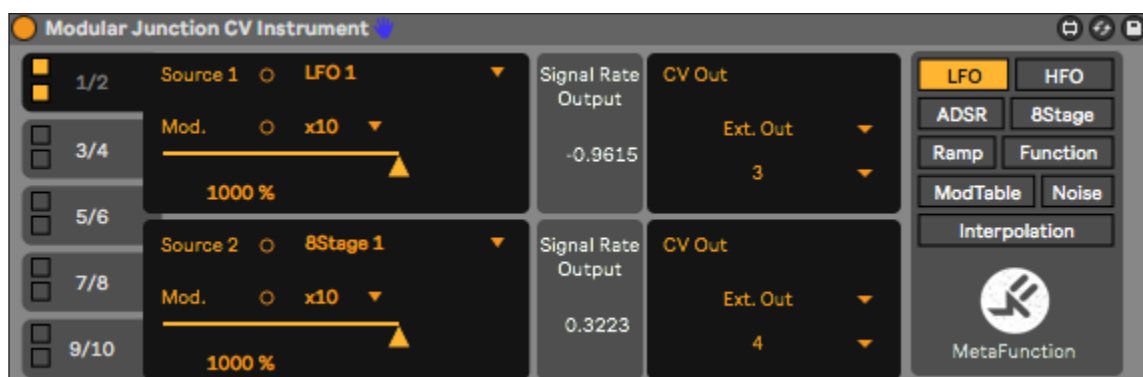 Modular Junction CV Instrument
1/2
3/4
5/6
7/8
9/10
Source 1 LFO 1
Mod. x10
1000 %
Signal Rate
Output
-0.9615
CV Out
Ext. Out
3
Source 2 8Stage 1
Mod. x10
1000 %
Signal Rate
Output
0.3223
CV Out
Ext. Out
4
LFO HFO
ADSR 8Stage
Ramp Function
ModTable Noise
Interpolation
MetaFunction